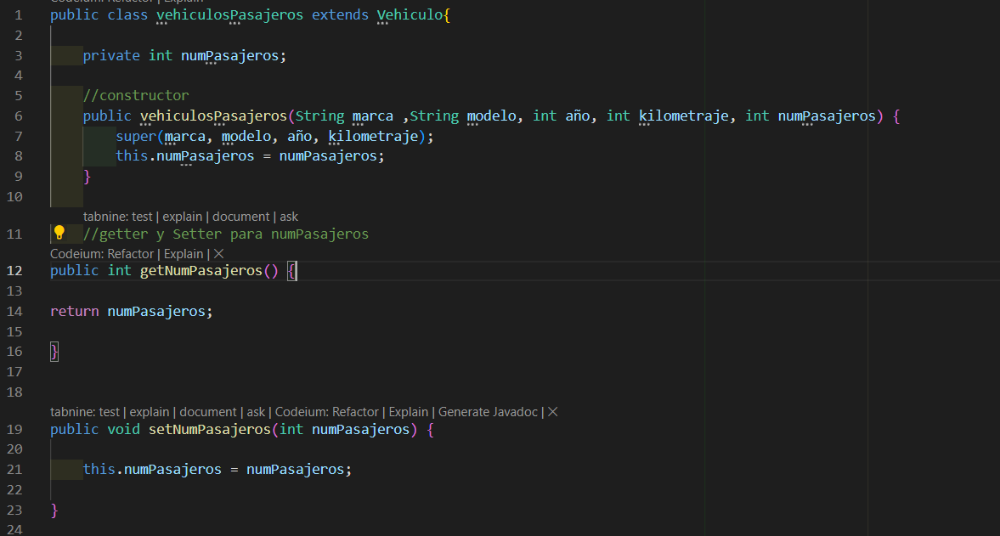 Codeium: Refactor | Explain
1 public class vehiculosPasajeros extends Vehiculo{
2
3 private int numPasajeros;
4
5 //constructor
6 public vehiculosPasajeros(String marca ,String modelo, int año, int kilometraje, int numPasajeros) {
7 super(marca, modelo, año, kilometraje);
8 this.numPasajeros = numPasajeros;
9 }
10
tabnine: test | explain | document | ask
11 //getter y Setter para numPasajeros
Codeium: Refactor | Explain | ×
12 public int getNumPasajeros() {
13
14 return numPasajeros;
15
16 }
17
18
tabnine: test | explain | document | ask | Codeium: Refactor | Explain | Generate Javadoc | ×
19 public void setNumPasajeros(int numPasajeros) {
20
21 this.numPasajeros = numPasajeros;
22
23 }
24